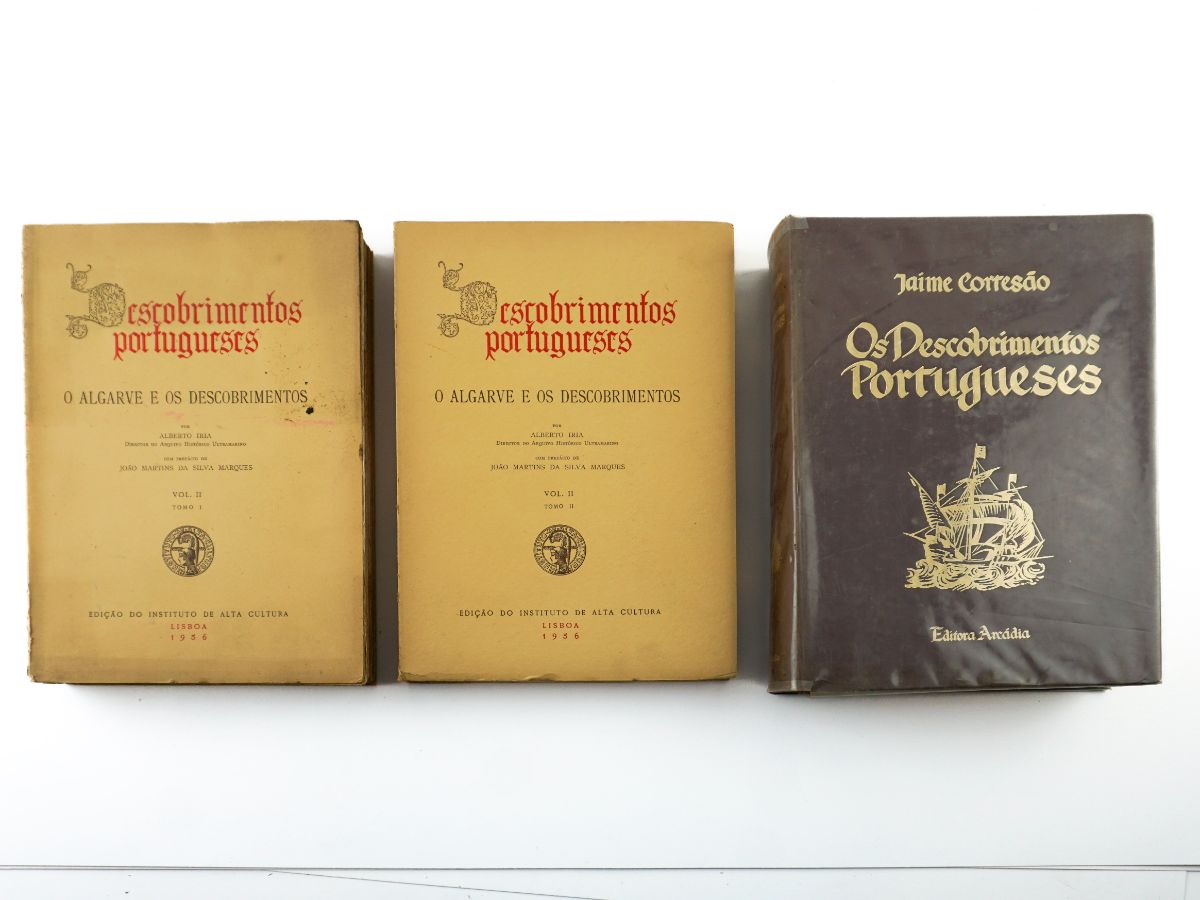 Descobrimentos
portugueses
O ALGARVE E OS DESCOBRIMENTOS
POR
ALBERTO IRIA
DIRECTOR DO ARQUIVO HISTÓRICO ULTRAMARINO
COM PREFÁCIO DE
JOÃO MARTINS DA SILVA MARQUES
VOL. II
TOMO I
EDIÇÃO DO INSTITUTO DE ALTA CULTURA
LISBOA
1956
Descobrimentos
portugueses
O ALGARVE E OS DESCOBRIMENTOS
POR
ALBERTO IRIA
DIRECTOR DO ARQUIVO HISTÓRICO ULTRAMARINO
COM PREFÁCIO DE
JOÃO MARTINS DA SILVA MARQUES
VOL. II
TOMO II
EDIÇÃO DO INSTITUTO DE ALTA CULTURA
LISBOA
1956
Jaime Cortesão
Os Descobrimentos
Portugueses
Editora Arcádia